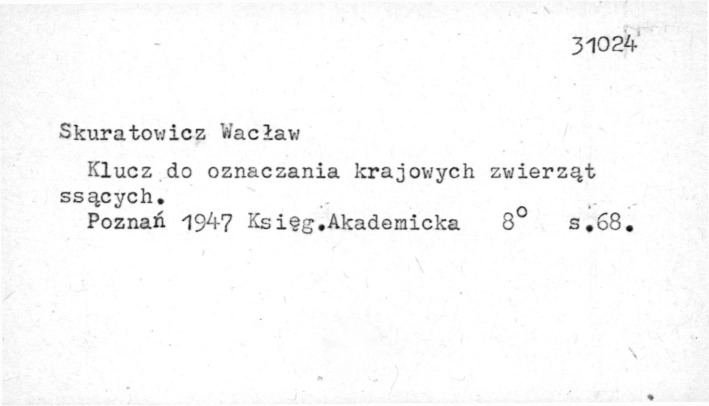 31024
Skuratowicz Wacław
Klucz do oznaczania krajowych zwierząt
ssących.
Poznań 1947 Księg.Akademicka 8° s.68.